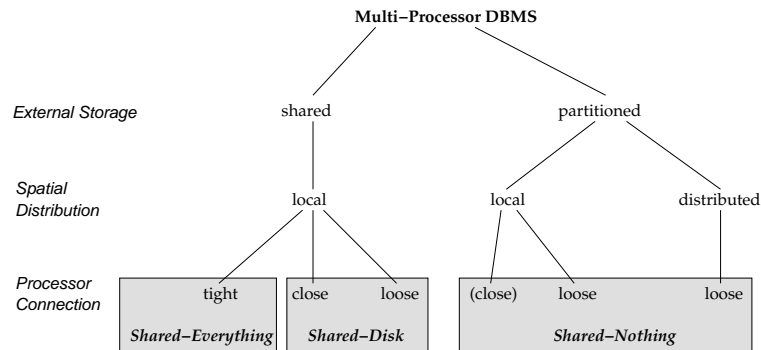 Multi–Processor DBMS
External Storage
shared
partitioned
Spatial
Distribution
local
local
distributed
Processor
Connection
tight
close
loose
(close)
loose
loose
Shared–Everything
Shared–Disk
Shared–Nothing